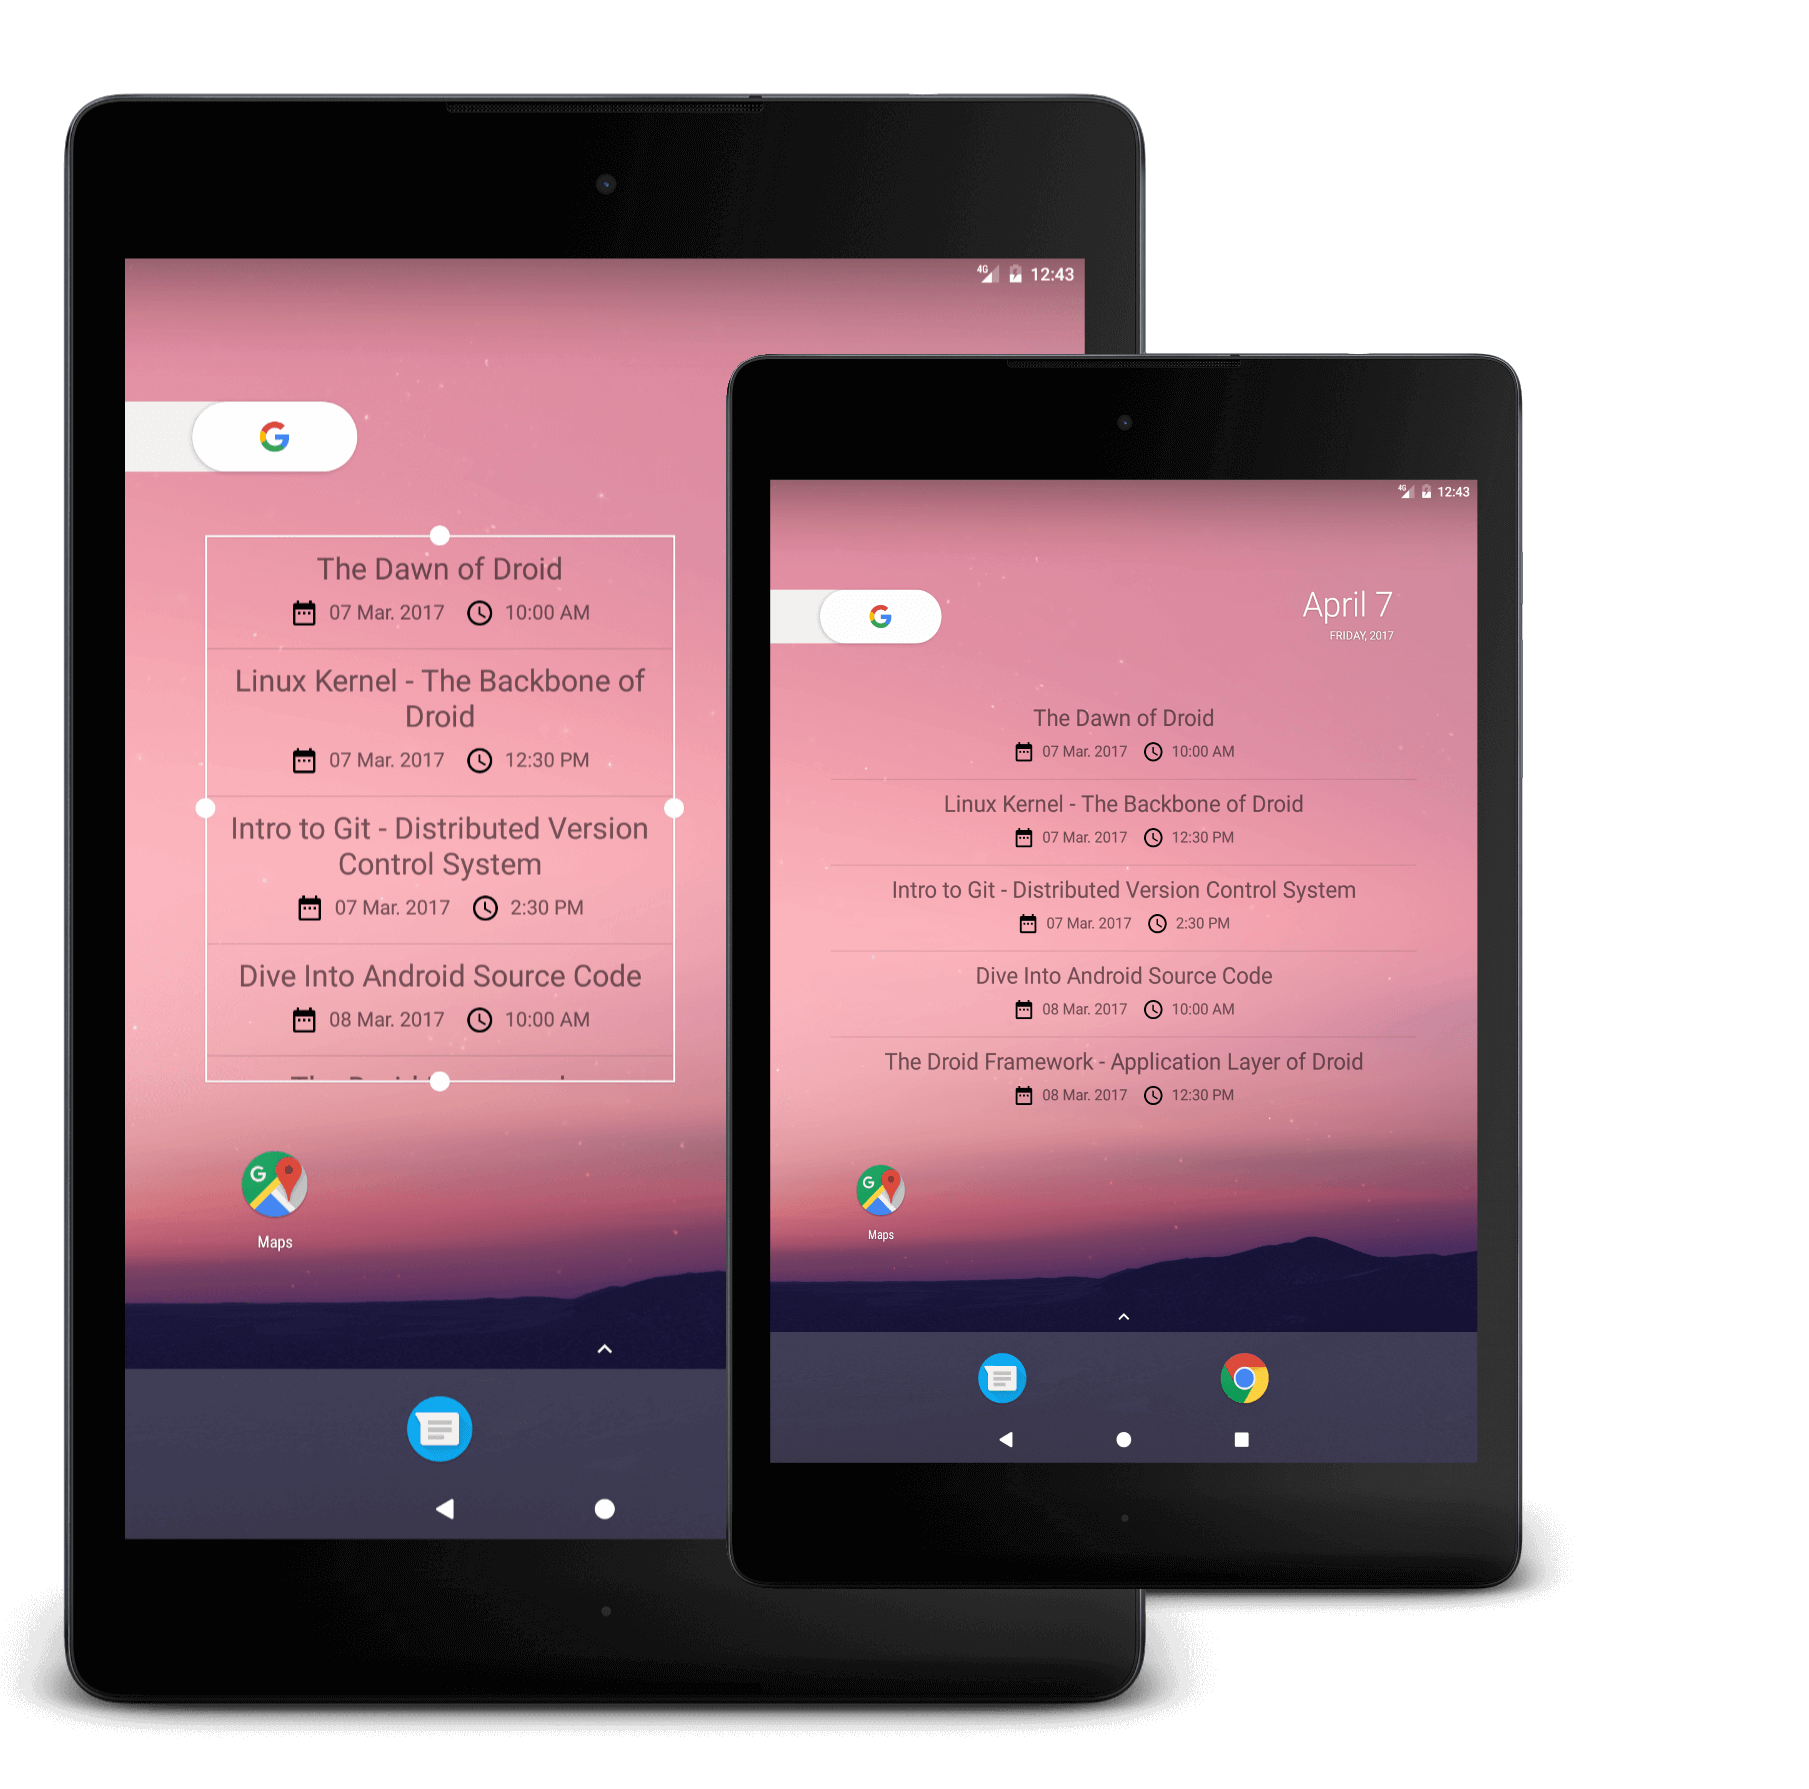 4G 12:43
G
The Dawn of Droid
07 Mar. 2017 10:00 AM
Linux Kernel - The Backbone of
Droid
07 Mar. 2017 12:30 PM
Intro to Git - Distributed Version
Control System
07 Mar. 2017 2:30 PM
Dive Into Android Source Code
08 Mar. 2017 10:00 AM
G
Maps
4G 12:43
G
April 7
FRIDAY, 2017
The Dawn of Droid
07 Mar. 2017 10:00 AM
Linux Kernel - The Backbone of Droid
07 Mar. 2017 12:30 PM
Intro to Git - Distributed Version Control System
07 Mar. 2017 2:30 PM
Dive Into Android Source Code
08 Mar. 2017 10:00 AM
The Droid Framework - Application Layer of Droid
08 Mar. 2017 12:30 PM
G
Maps